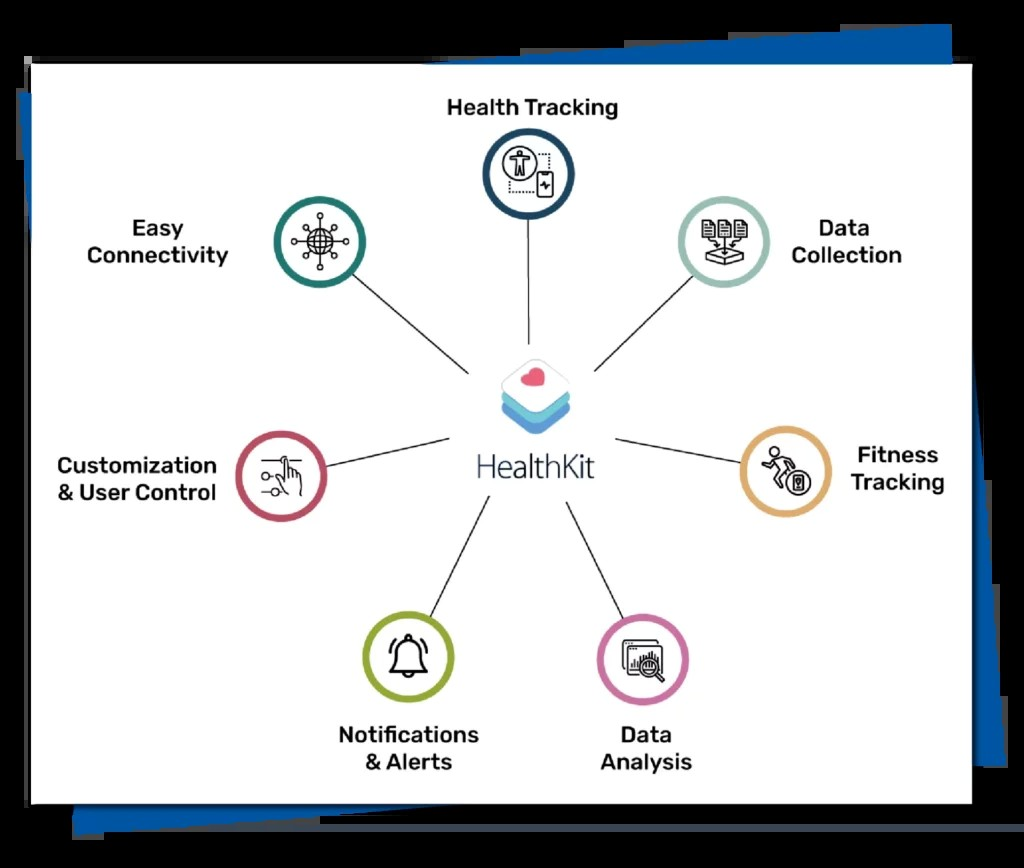 Health Tracking
Easy
Connectivity
Data
Collection
HealthKit
Customization
& User Control
Fitness
Tracking
Notifications
& Alerts
Data
Analysis